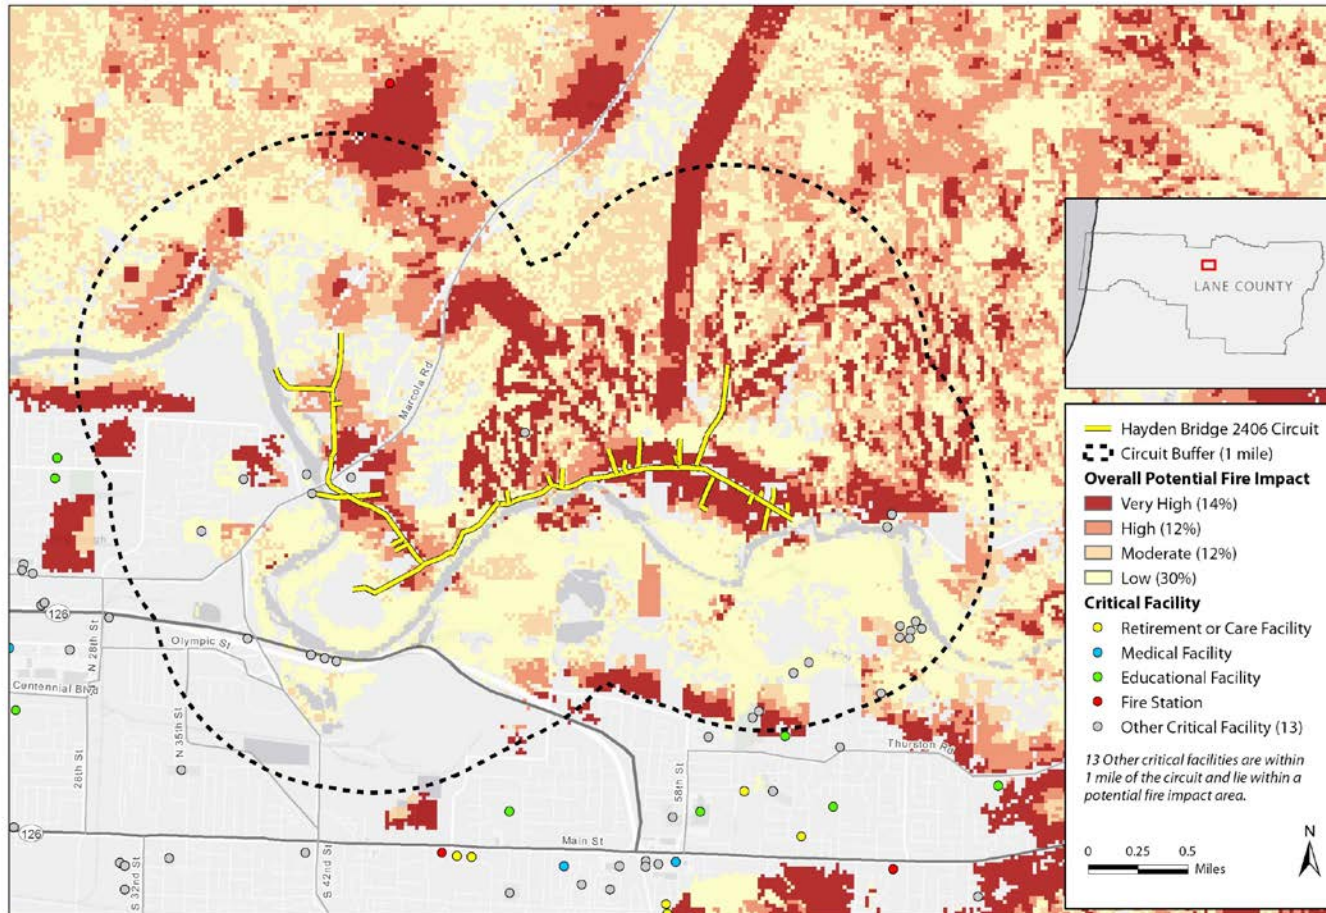 LANE COUNTY
Marcola Rd
126
N 28th St
Olympic St
Centennial Blvd
28th St
N 35th St
58th St
Thurston Rd
126
Main St
S 32nd St
S 42nd St
Hayden Bridge 2406 Circuit
Circuit Buffer (1 mile)
Overall Potential Fire Impact
Very High (14%)
High (12%)
Moderate (12%)
Low (30%)
Critical Facility
Retirement or Care Facility
Medical Facility
Educational Facility
Fire Station
Other Critical Facility (13)
13 Other critical facilities are within
1 mile of the circuit and lie within a
potential fire impact area.
N
0 0.25 0.5
Miles